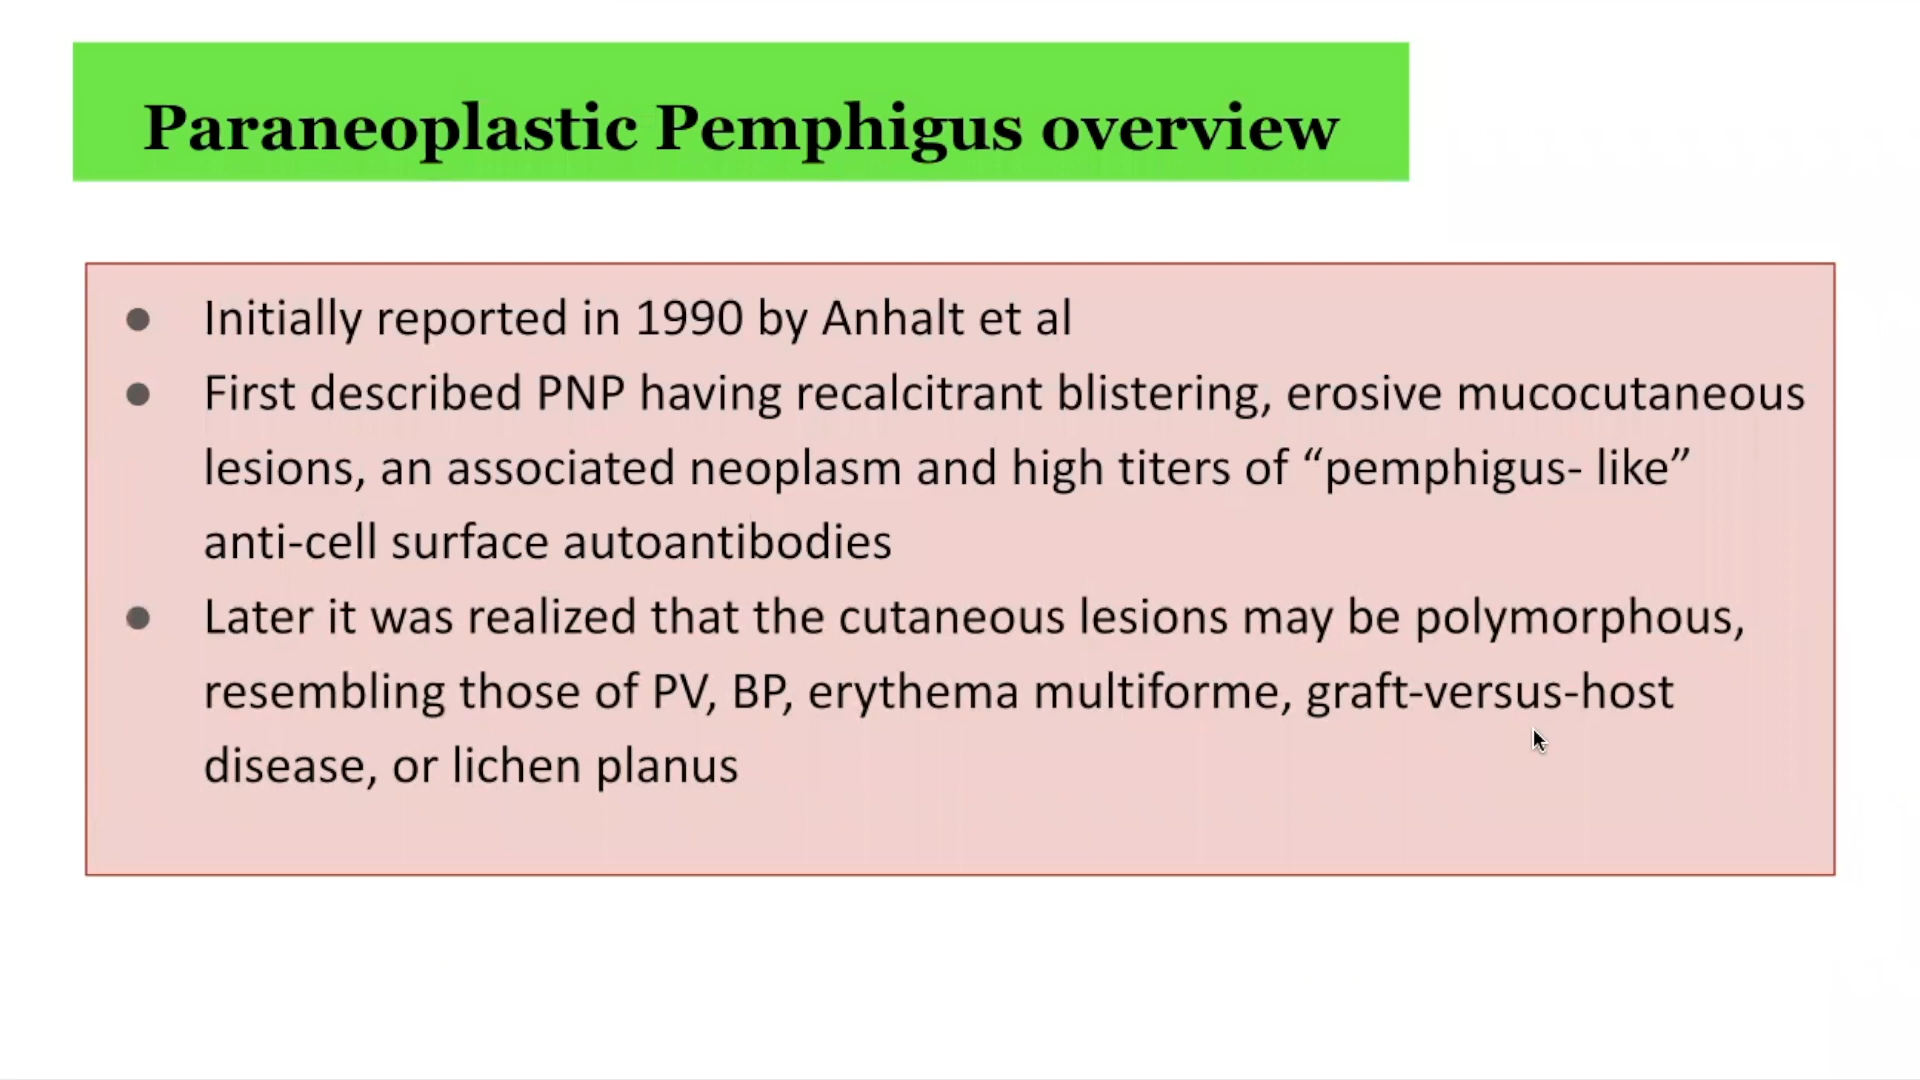 Paraneoplastic Pemphigus overview
● Initially reported in 1990 by Anhalt et al
● First described PNP having recalcitrant blistering, erosive mucocutaneous
lesions, an associated neoplasm and high titers of “pemphigus- like”
anti-cell surface autoantibodies
● Later it was realized that the cutaneous lesions may be polymorphous,
resembling those of PV, BP, erythema multiforme, graft-versus-host
disease, or lichen planus